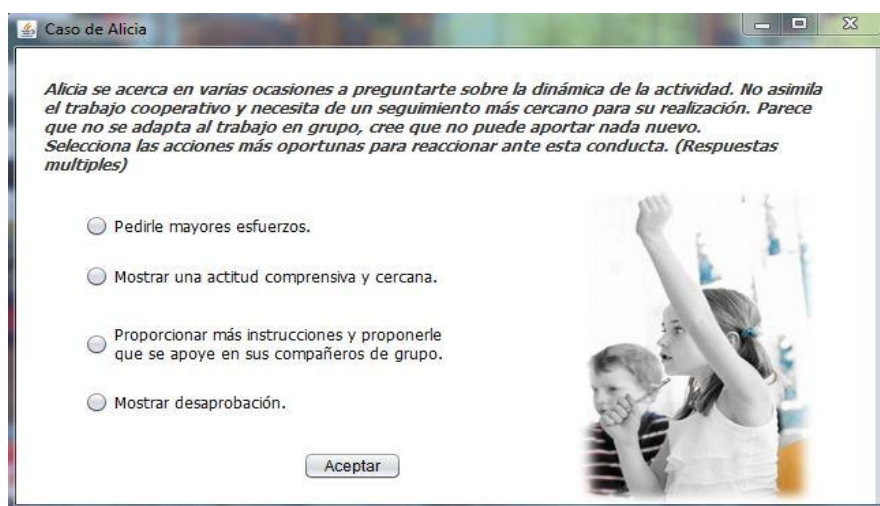 Caso de Alicia
Alicia se acerca en varias ocasiones a preguntarte sobre la dinámica de la actividad. No asimila
el trabajo cooperativo y necesita de un seguimiento más cercano para su realización. Parece
que no se adapta al trabajo en grupo, cree que no puede aportar nada nuevo.
Selecciona las acciones más oportunas para reaccionar ante esta conducta. (Respuestas
multiples)
Pedirle mayores esfuerzos.
Mostrar una actitud comprensiva y cercana.
Proporcionar más instrucciones y proponerle
que se apoye en sus compañeros de grupo.
Mostrar desaprobación.
Aceptar